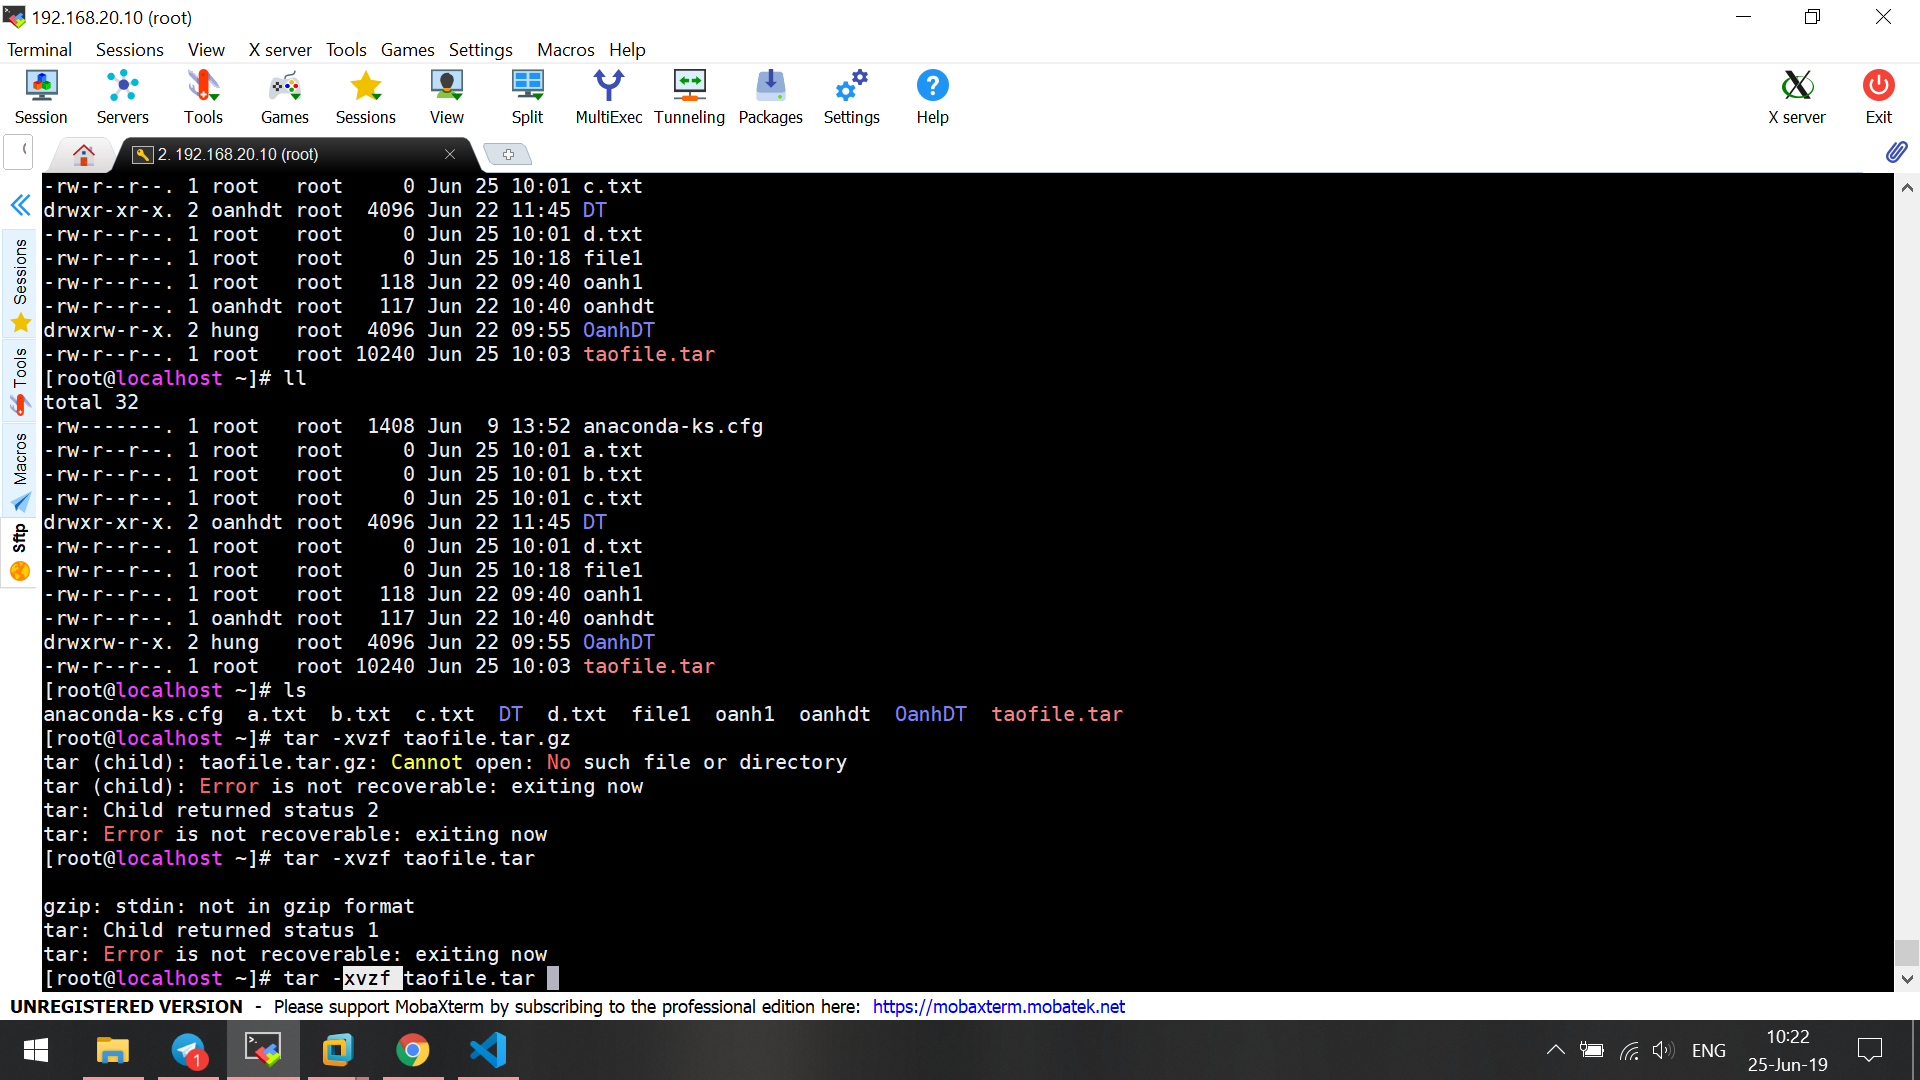 192.168.20.10 (root)
Terminal Sessions View X server Tools Games Settings Macros Help
Session Servers Tools Games Sessions View Split MultiExec Tunneling Packages Settings Help X server Exit
2. 192.168.20.10 (root)
Sessions
Tools
Macros
Sftp
-rw-r--r--. 1 root   root     0 Jun 25 10:01 c.txt
drwxr-xr-x. 2 oanhdt root  4096 Jun 22 11:45 DT
-rw-r--r--. 1 root   root     0 Jun 25 10:01 d.txt
-rw-r--r--. 1 root   root     0 Jun 25 10:18 file1
-rw-r--r--. 1 root   root   118 Jun 22 09:40 oanh1
-rw-r--r--. 1 oanhdt root   117 Jun 22 10:40 oanhdt
drwxrw-r-x. 2 hung   root  4096 Jun 22 09:55 OanhDT
-rw-r--r--. 1 root   root 10240 Jun 25 10:03 taofile.tar
[root@localhost ~]# ll
total 32
-rw-------. 1 root   root  1408 Jun  9 13:52 anaconda-ks.cfg
-rw-r--r--. 1 root   root     0 Jun 25 10:01 a.txt
-rw-r--r--. 1 root   root     0 Jun 25 10:01 b.txt
-rw-r--r--. 1 root   root     0 Jun 25 10:01 c.txt
drwxr-xr-x. 2 oanhdt root  4096 Jun 22 11:45 DT
-rw-r--r--. 1 root   root     0 Jun 25 10:01 d.txt
-rw-r--r--. 1 root   root     0 Jun 25 10:18 file1
-rw-r--r--. 1 root   root   118 Jun 22 09:40 oanh1
-rw-r--r--. 1 oanhdt root   117 Jun 22 10:40 oanhdt
drwxrw-r-x. 2 hung   root  4096 Jun 22 09:55 OanhDT
-rw-r--r--. 1 root   root 10240 Jun 25 10:03 taofile.tar
[root@localhost ~]# ls
anaconda-ks.cfg  a.txt  b.txt  c.txt  DT  d.txt  file1  oanh1  oanhdt  OanhDT  taofile.tar
[root@localhost ~]# tar -xvzf taofile.tar.gz
tar (child): taofile.tar.gz: Cannot open: No such file or directory
tar (child): Error is not recoverable: exiting now
tar: Child returned status 2
tar: Error is not recoverable: exiting now
[root@localhost ~]# tar -xvzf taofile.tar
gzip: stdin: not in gzip format
tar: Child returned status 1
tar: Error is not recoverable: exiting now
[root@localhost ~]# tar -xvzf taofile.tar
UNREGISTERED VERSION - Please support MobaXterm by subscribing to the professional edition here: https://mobaxterm.mobatek.net
1
ENG
10:22
25-Jun-19